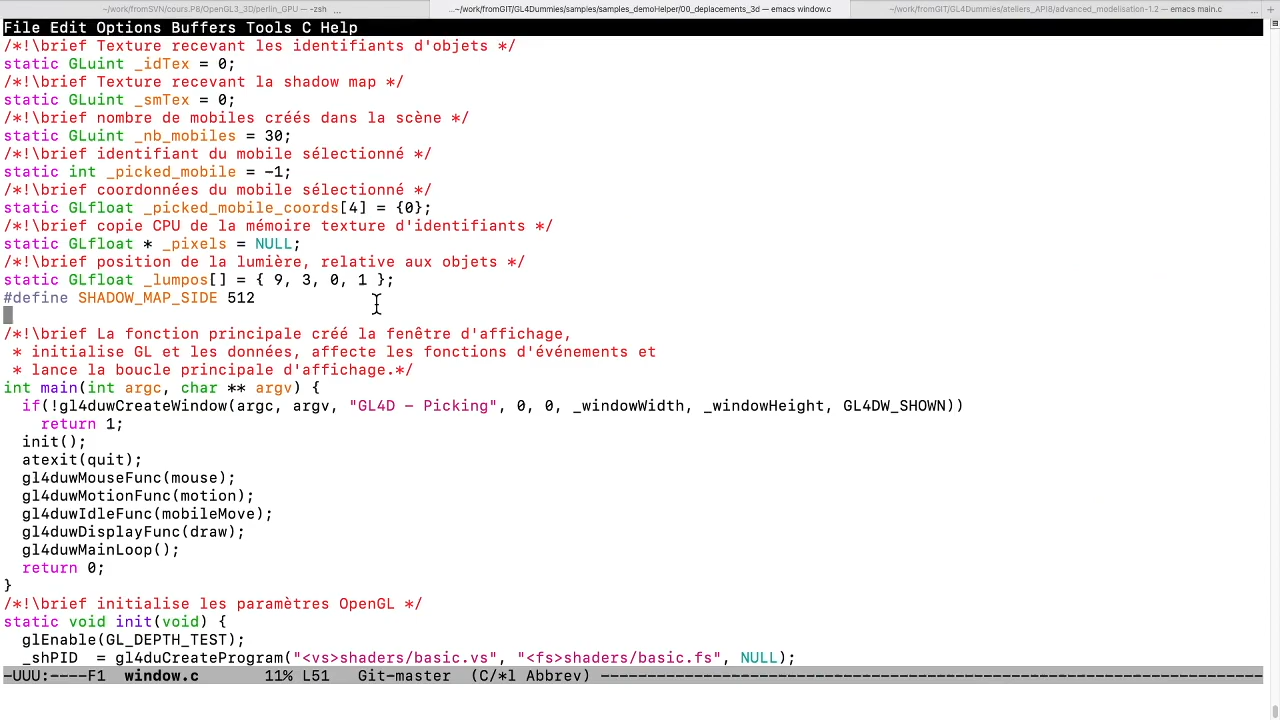 ~/work/fromSVN/cours.P8/OpenGL3_3D/perlin_GPU — -zsh ...
...~/work/fromGIT/GL4Dummies/samples/samples_demoHelper/00_deplacements_3d — emacs window.c
~/work/fromGIT/GL4Dummies/ateliers_API8/advanced_modelisation-1.2 — emacs main.c ... +
File Edit Options Buffers Tools C Help
/*!\brief Texture recevant les identifiants d'objets */
static GLuint _idTex = 0;
/*!\brief Texture recevant la shadow map */
static GLuint _smTex = 0;
/*!\brief nombre de mobiles créés dans la scène */
static GLuint _nb_mobiles = 30;
/*!\brief identifiant du mobile sélectionné */
static int _picked_mobile = -1;
/*!\brief coordonnées du mobile sélectionné */
static GLfloat _picked_mobile_coords[4] = {0};
/*!\brief copie CPU de la mémoire texture d'identifiants */
static GLfloat * _pixels = NULL;
/*!\brief position de la lumière, relative aux objets */
static GLfloat _lumpos[] = { 9, 3, 0, 1 };
#define SHADOW_MAP_SIDE 512
/*!\brief La fonction principale créé la fenêtre d'affichage,
 * initialise GL et les données, affecte les fonctions d'événements et
 * lance la boucle principale d'affichage.*/
int main(int argc, char ** argv) {
  if(!gl4duwCreateWindow(argc, argv, "GL4D - Picking", 0, 0, _windowWidth, _windowHeight, GL4DW_SHOWN))
    return 1;
  init();
  atexit(quit);
  gl4duwMouseFunc(mouse);
  gl4duwMotionFunc(motion);
  gl4duwIdleFunc(mobileMove);
  gl4duwDisplayFunc(draw);
  gl4duwMainLoop();
  return 0;
}
/*!\brief initialise les paramètres OpenGL */
static void init(void) {
  glEnable(GL_DEPTH_TEST);
  _shPID  = gl4duCreateProgram("<vs>shaders/basic.vs", "<fs>shaders/basic.fs", NULL);
-UUU:----F1  window.c       11% L51   Git-master  (C/*l Abbrev) ------------------------------------------------------------------------